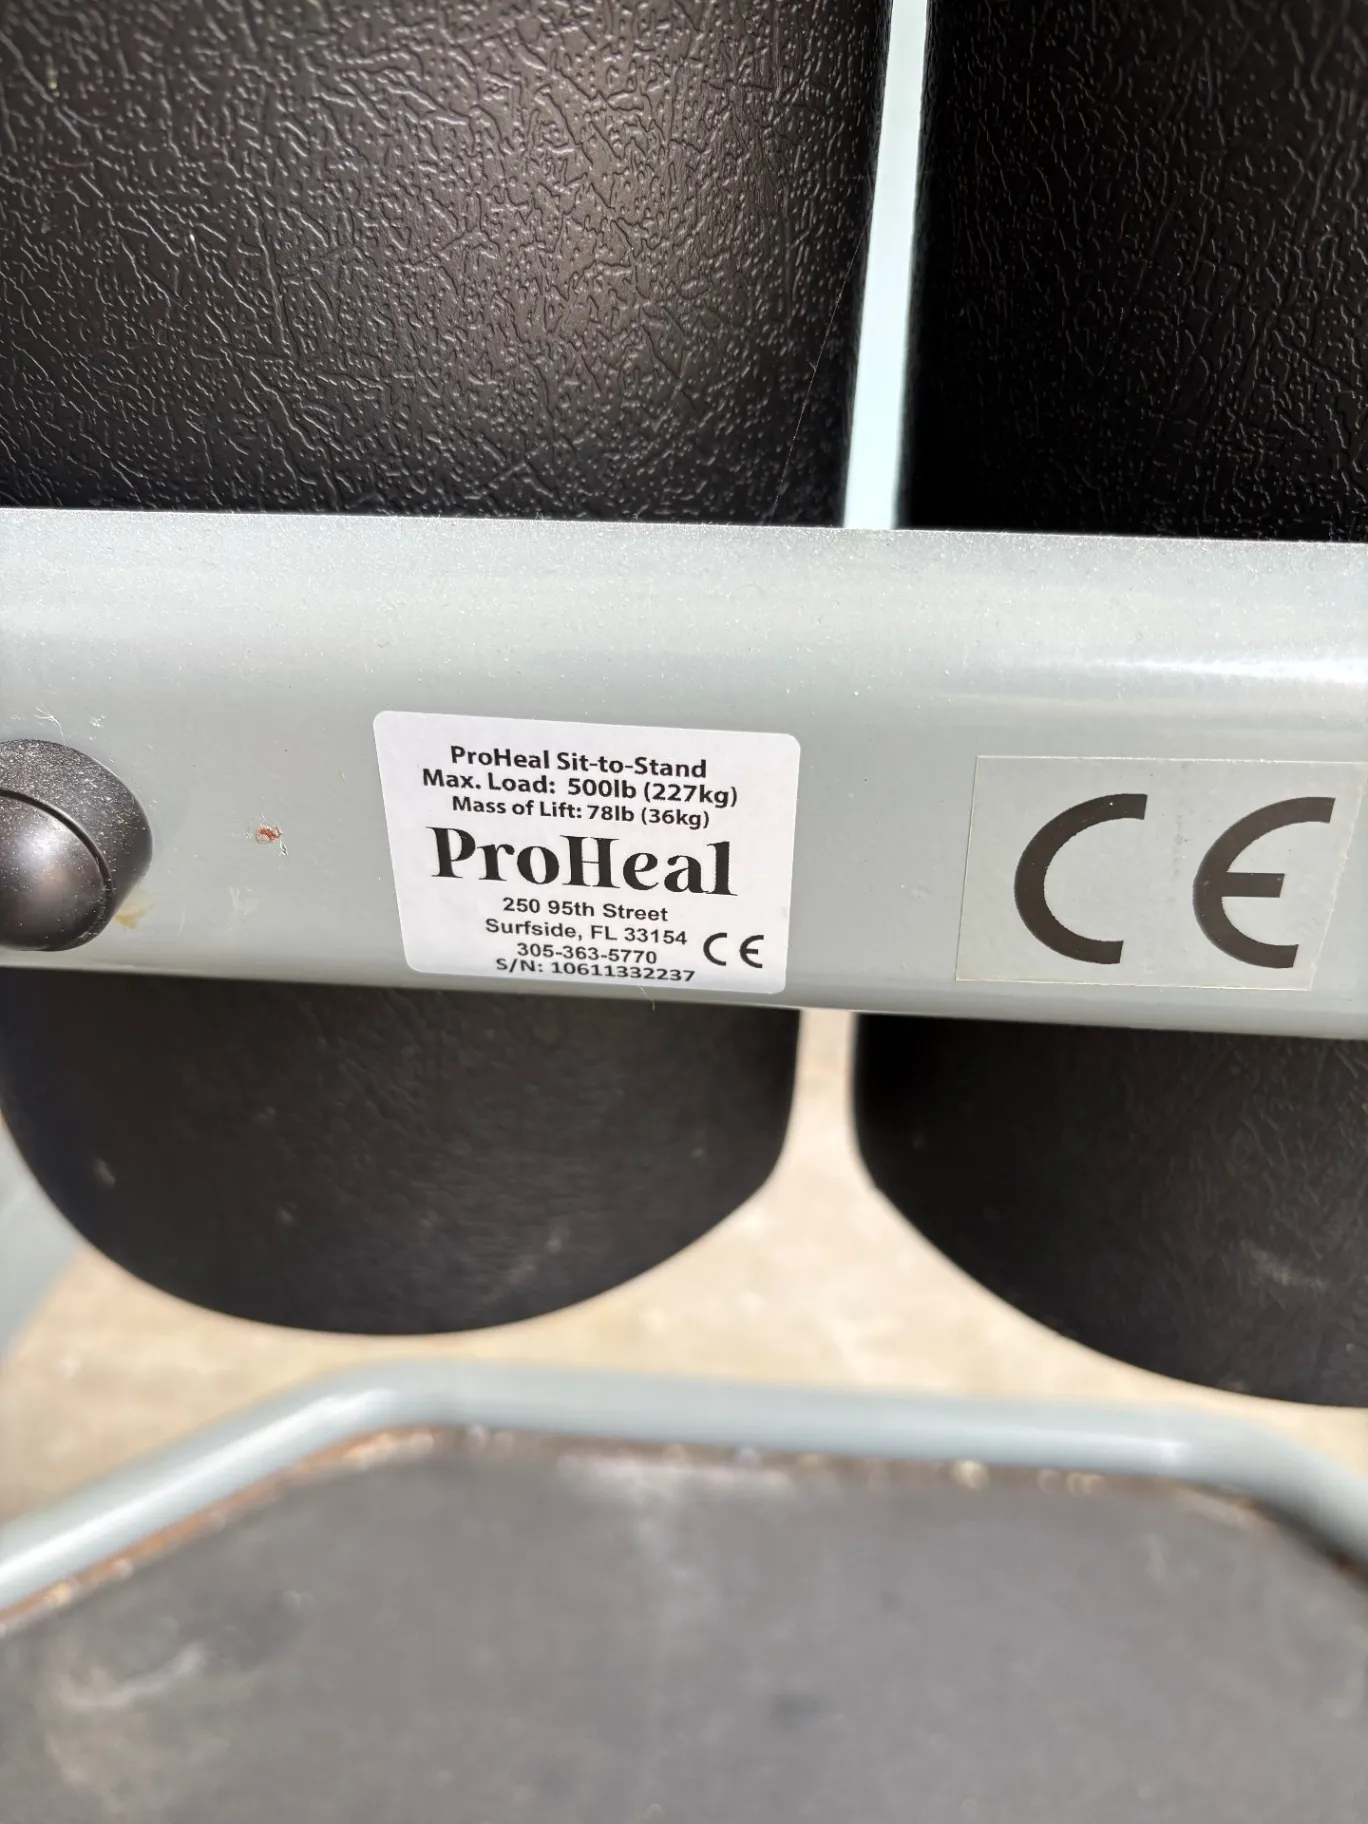 ProHeal Sit-to-Stand
Max. Load: 500lb (227kg)
Mass of Lift: 78lb (36kg)
ProHeal
250 95th Street
Surfside, FL 33154
305-363-5770
S/N: 10611332237
CE
CE